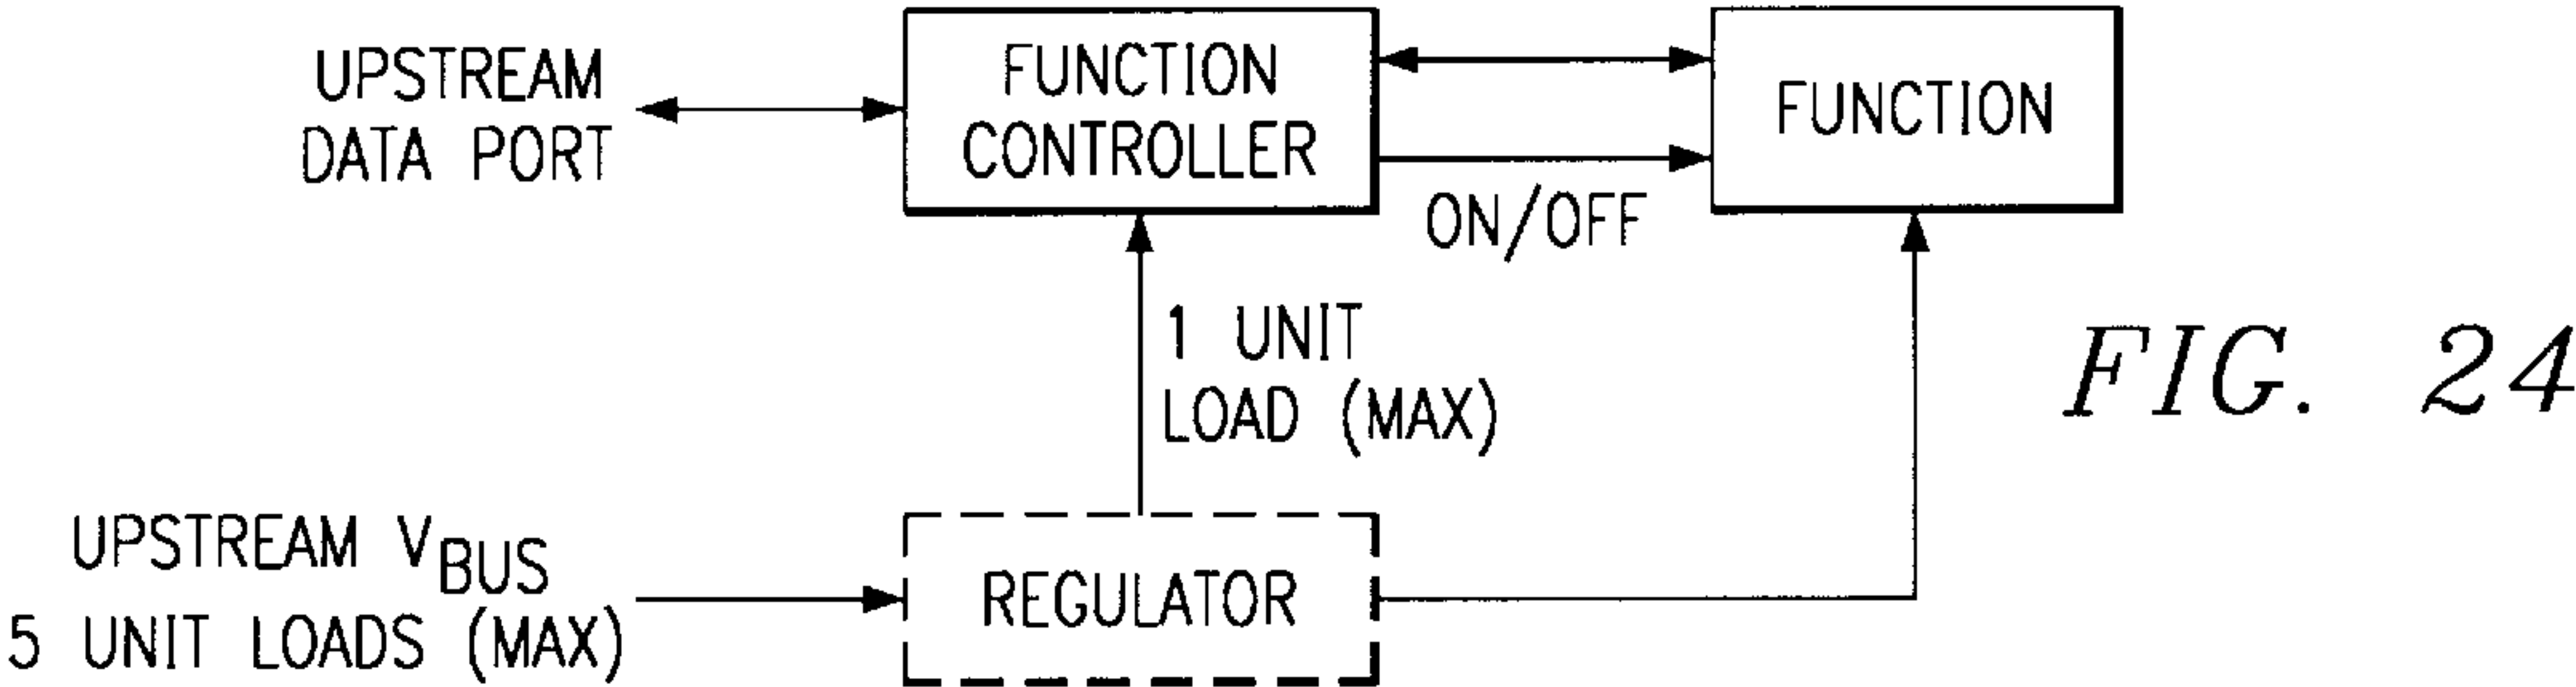 UPSTREAM
DATA PORT
FUNCTION
CONTROLLER
FUNCTION
ON/OFF
1 UNIT
LOAD (MAX)
UPSTREAM VBUS
5 UNIT LOADS (MAX)
REGULATOR
FIG. 24